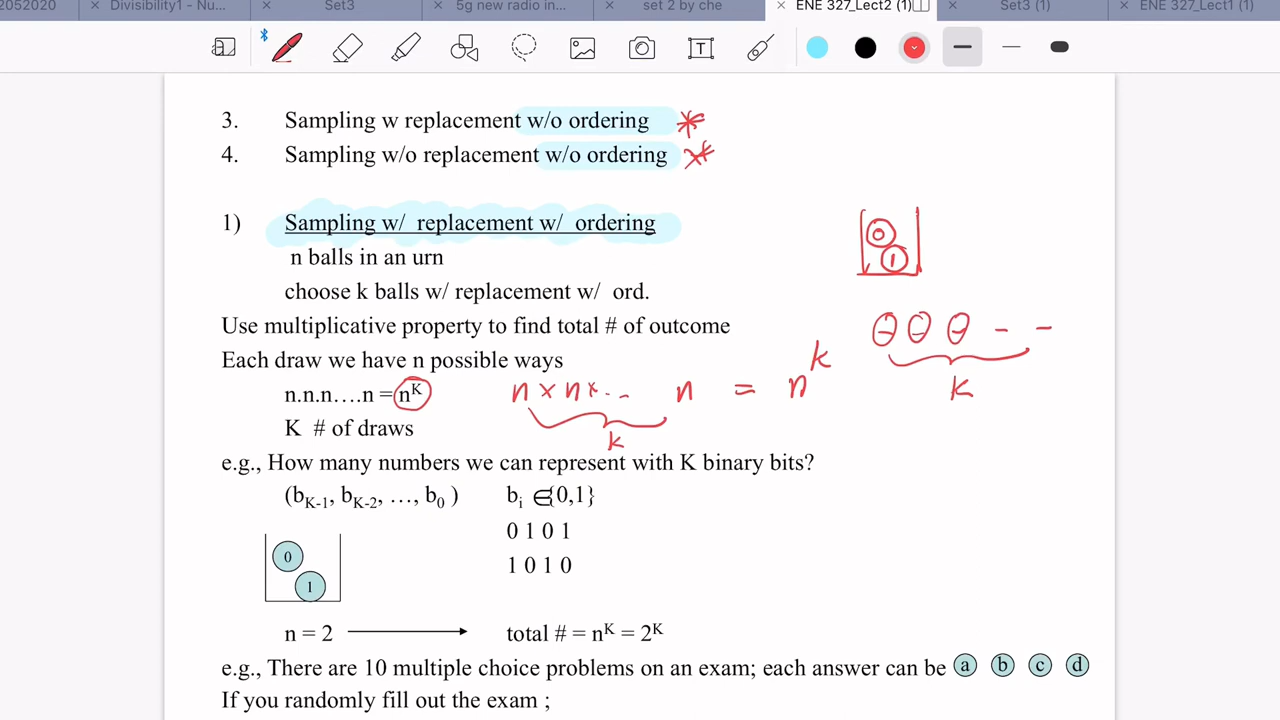 2052020 Divisibility1 - Nu... Set3 5g new radio in... set 2 by che ENE 327_Lect2 (1) Set3 (1) ENE 327_Lect1 (1)
T
3. Sampling w replacement w/o ordering
4. Sampling w/o replacement w/o ordering
1) Sampling w/ replacement w/ ordering
n balls in an urn
0
1
choose k balls w/ replacement w/ ord.
Use multiplicative property to find total # of outcome
Each draw we have n possible ways
n.n.n….n = n^K n × n × .. n = n^k
k
K # of draws
k
e.g., How many numbers we can represent with K binary bits?
(b_K-1, b_K-2, …, b_0 ) b_i ∈{0,1}
0 1 0 1
1 0 1 0
0
1
n = 2 total # = n^K = 2^K
e.g., There are 10 multiple choice problems on an exam; each answer can be a b c d
If you randomly fill out the exam ;